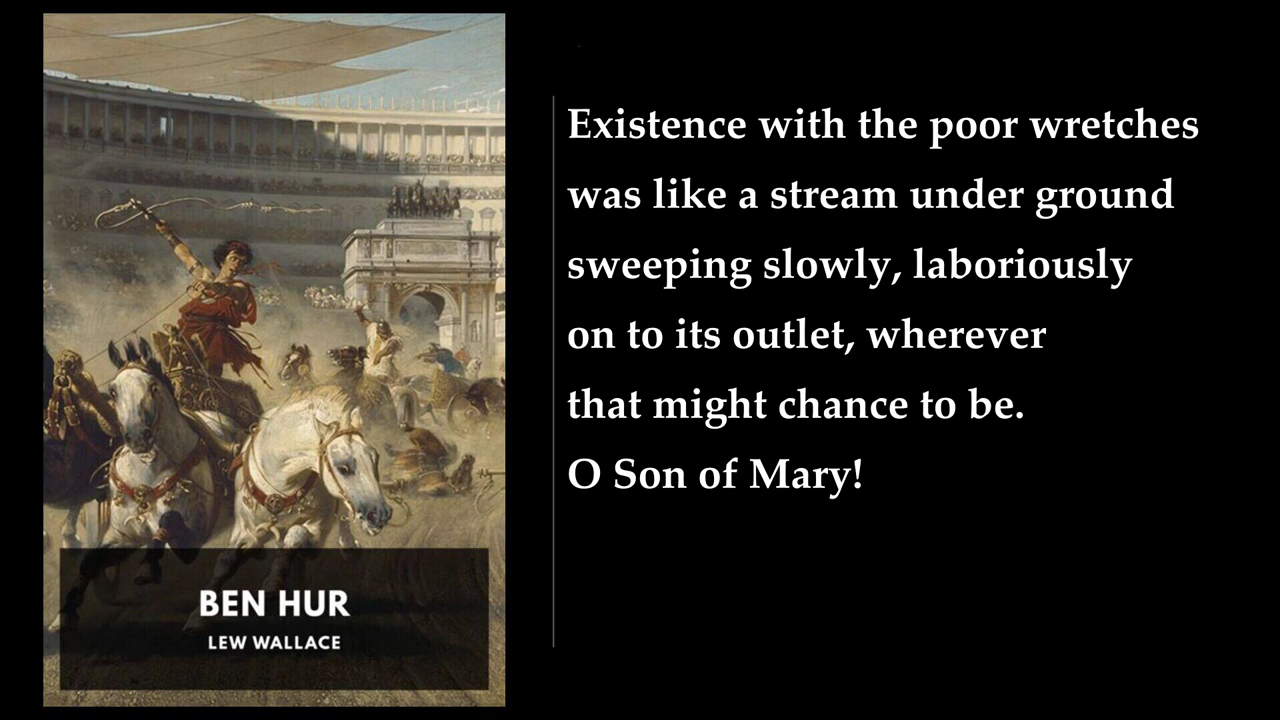 Existence with the poor wretches
was like a stream under ground
sweeping slowly, laboriously
on to its outlet, wherever
that might chance to be.
O Son of Mary!
BEN HUR
LEW WALLACE